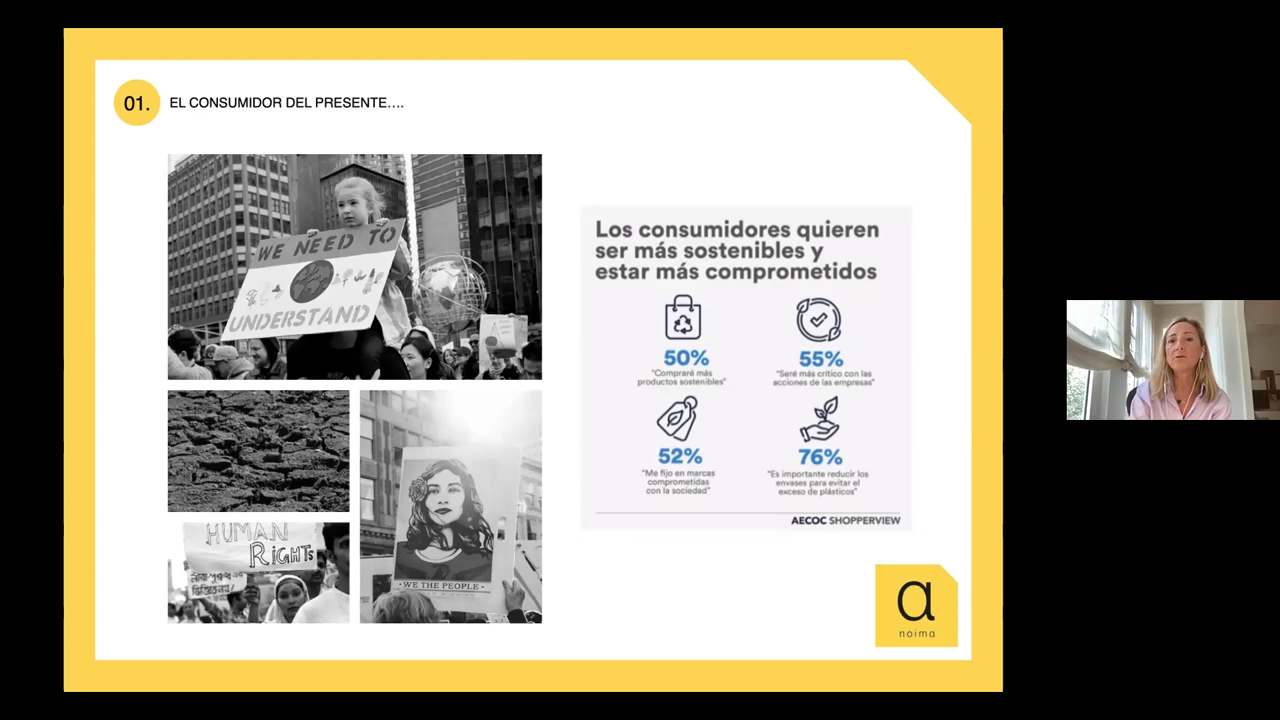 01.
EL CONSUMIDOR DEL PRESENTE....
WE NEED TO
UNDERSTAND
HUMAN
RIGHTS
WE THE PEOPLE
Los consumidores quieren
ser más sostenibles y
estar más comprometidos
50%
"Compraré más
productos sostenibles"
55%
"Seré más crítico con las
acciones de las empresas"
52%
"Me fijo en marcas
comprometidas
con la sociedad"
76%
"Es importante reducir los
envases para evitar el
exceso de plásticos"
AECOC SHOPPERVIEW
a
noima